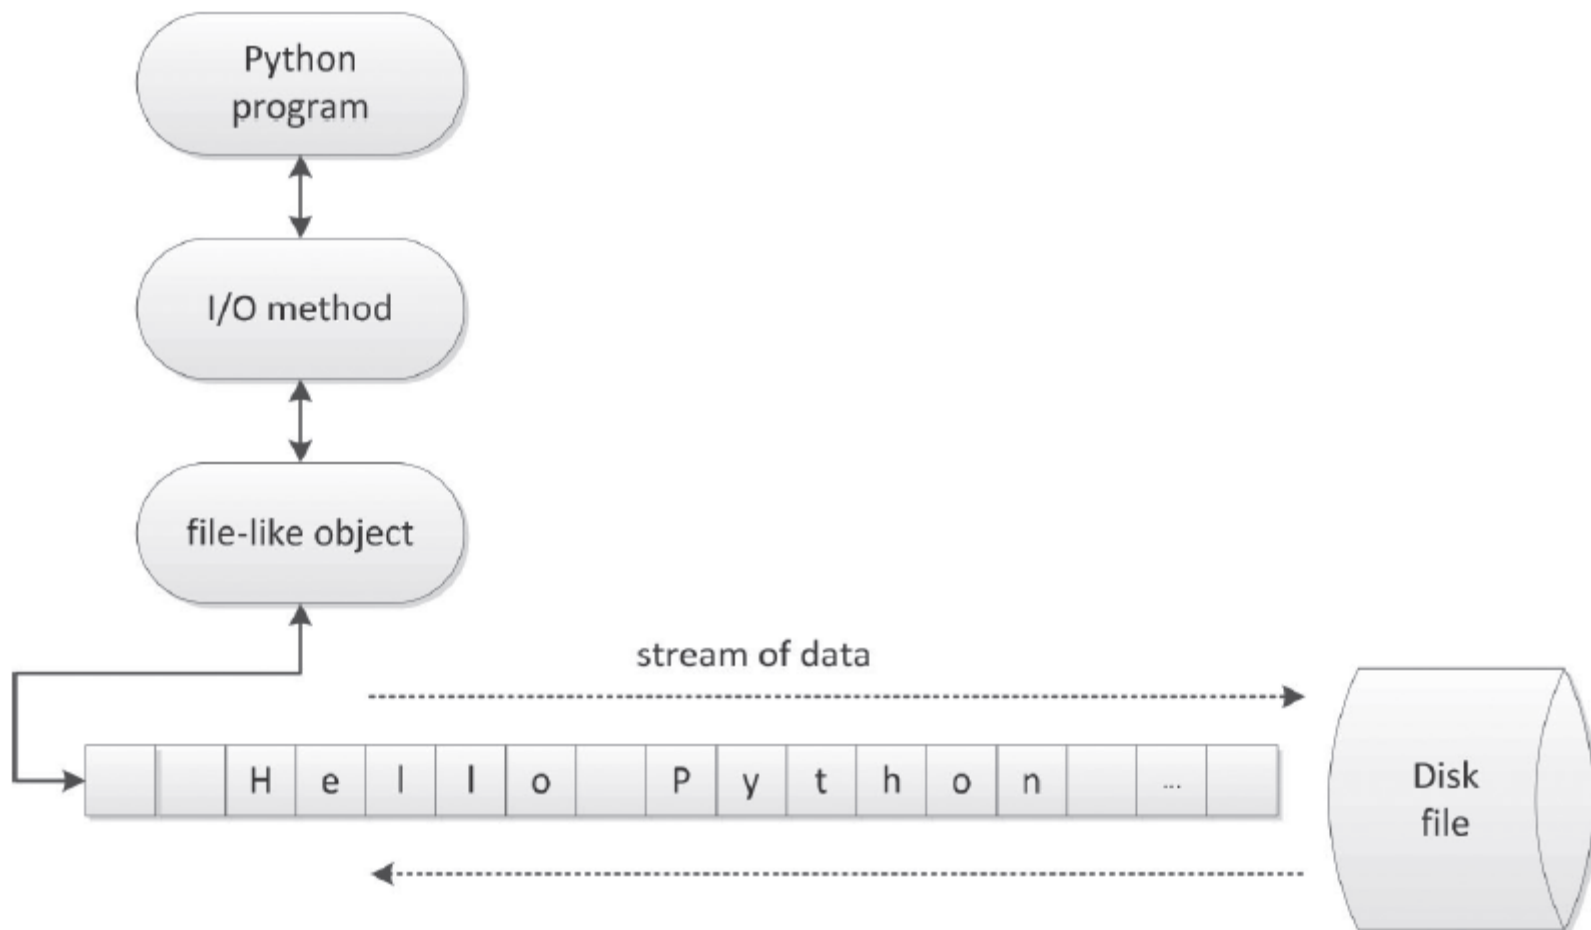 Python
program
I/O method
file-like object
stream of data
H e l l o P y t h o n ...
Disk
file